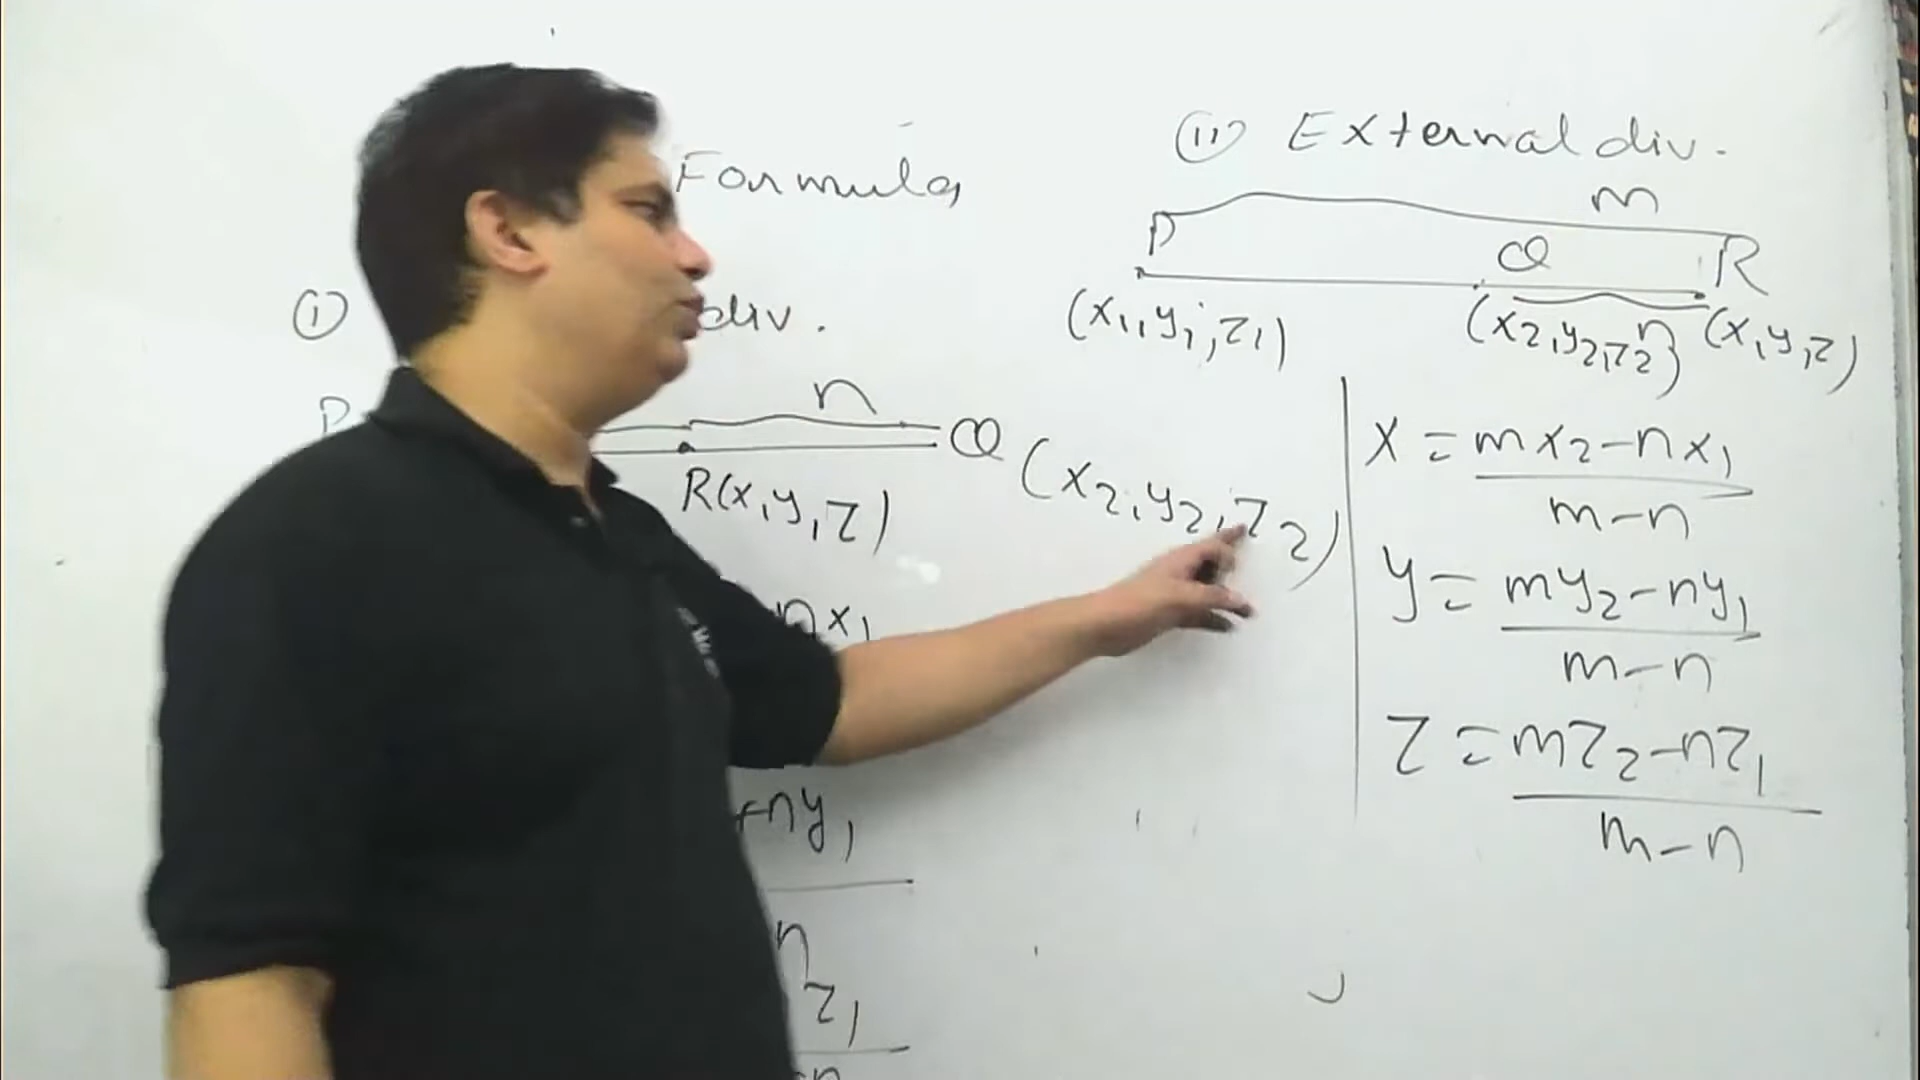 Formula
(i) div.
P
n
Q (x2, y2, z2)
R(x, y, z)
nx1
+ny1
n
z1
(ii) External div.
m
P Q R
(x1, y1, z1) (x2, y2, z2) n (x, y, z)
x = mx2-nx1
m-n
y = my2-ny1
m-n
z = mz2-nz1
m-n